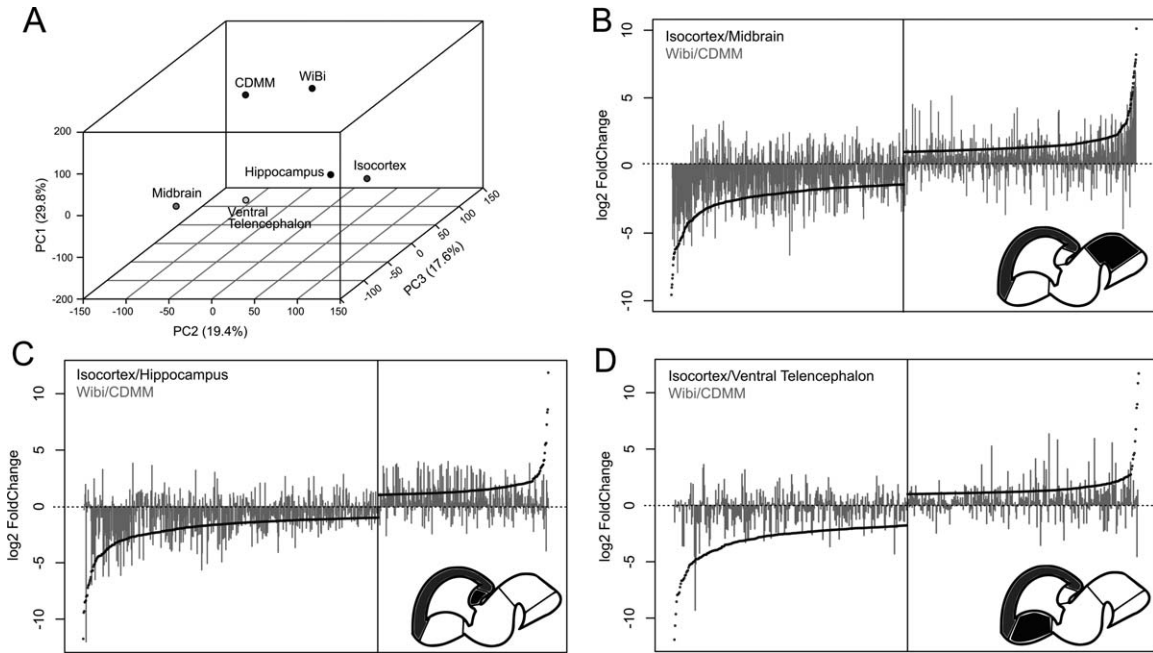 A
CDMM
WiBi
Hippocampus
Isocortex
Midbrain
Ventral
Telencephalon
200
100
0
-100
-200
PC1 (29.8%)
-150
-100
-50
0
50
100
150
PC2 (19.4%)
-100
-50
0
50
100
150
PC3 (17.6%)
B
Isocortex/Midbrain
Wibi/CDMM
10
5
0
-5
-10
log2 FoldChange
C
Isocortex/Hippocampus
Wibi/CDMM
10
5
0
-5
-10
log2 FoldChange
D
Isocortex/Ventral Telencephalon
Wibi/CDMM
10
5
0
-5
-10
log2 FoldChange